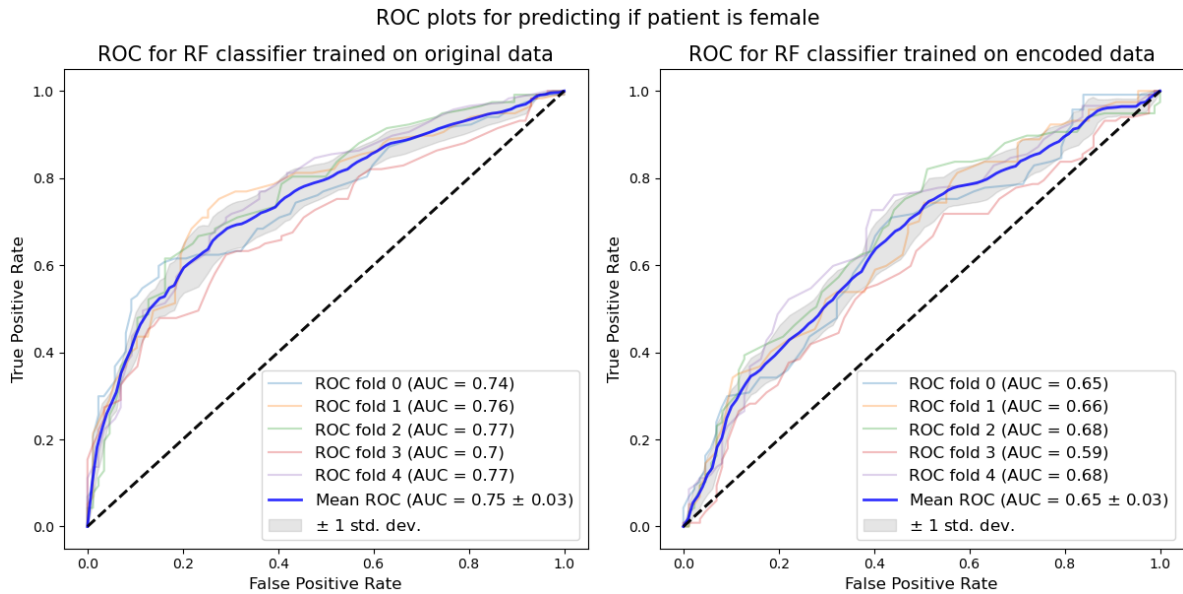 ROC plots for predicting if patient is female
ROC for RF classifier trained on original data
1.0
0.8
0.6
0.4
0.2
0.0
True Positive Rate
ROC fold 0 (AUC = 0.74)
ROC fold 1 (AUC = 0.76)
ROC fold 2 (AUC = 0.77)
ROC fold 3 (AUC = 0.7)
ROC fold 4 (AUC = 0.77)
Mean ROC (AUC = 0.75 ± 0.03)
± 1 std. dev.
0.0 0.2 0.4 0.6 0.8 1.0
False Positive Rate
ROC for RF classifier trained on encoded data
1.0
0.8
0.6
0.4
0.2
0.0
True Positive Rate
ROC fold 0 (AUC = 0.65)
ROC fold 1 (AUC = 0.66)
ROC fold 2 (AUC = 0.68)
ROC fold 3 (AUC = 0.59)
ROC fold 4 (AUC = 0.68)
Mean ROC (AUC = 0.65 ± 0.03)
± 1 std. dev.
0.0 0.2 0.4 0.6 0.8 1.0
False Positive Rate